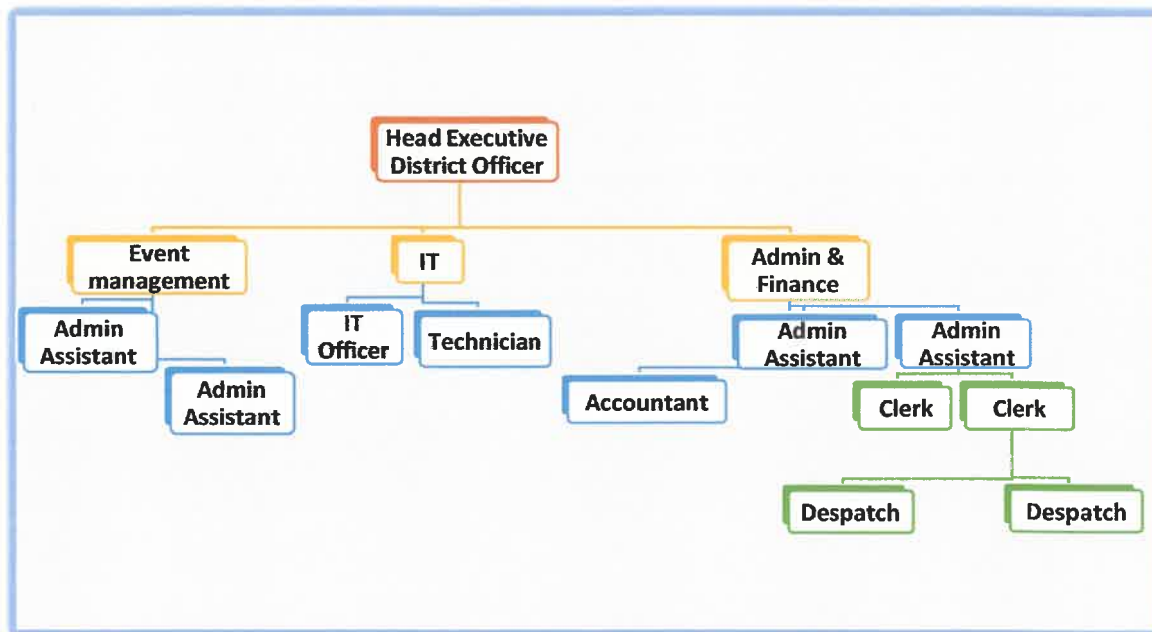 Head Executive
District Officer
Event
management
IT
Admin &
Finance
Admin
Assistant
IT
Officer
Technician
Admin
Assistant
Admin
Assistant
Admin
Assistant
Accountant
Clerk
Clerk
Despatch
Despatch